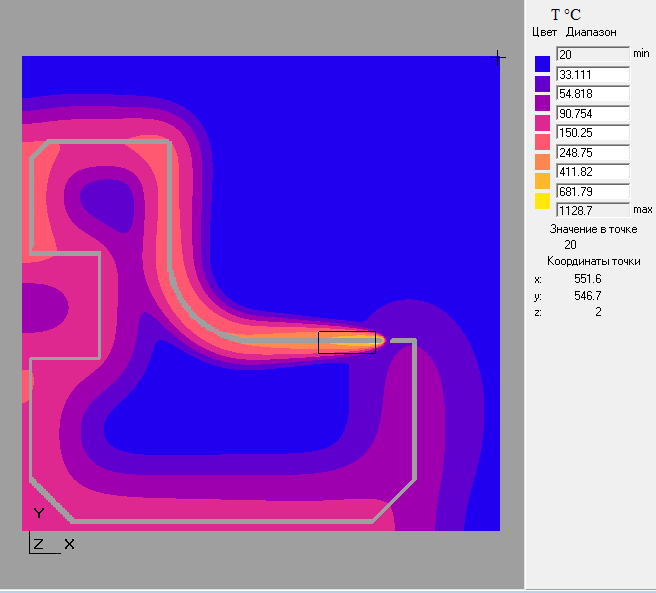 T °C
Цвет Диапазон
20 min
33.111
54.818
90.754
150.25
248.75
411.82
681.79
1128.7 max
Значение в точке
20
Координаты точки
x: 551.6
y: 546.7
z: 2
Y
Z X